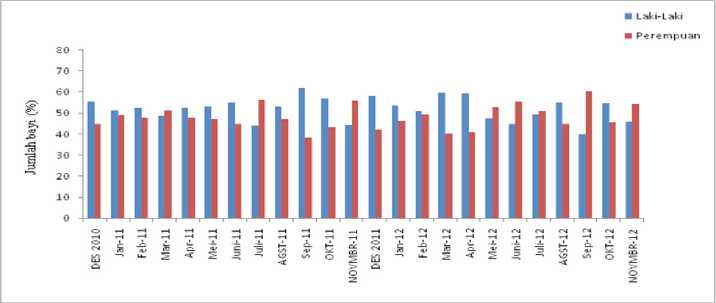 Laki-Laki
Perempuan
Jumlah bayi (%)
80
70
60
50
40
30
20
10
0
DES 2010
Jan-11
Feb-11
Mar-11
Apr-11
Mei-11
Juni-11
Juli-11
AGST-11
Sep-11
OKT-11
NOVMBR-11
DES 2011
Jan-12
Feb-12
Mar-12
Apr-12
Mei-12
Juni-12
Juli-12
AGST-12
Sep-12
OKT-12
NOVMBR-12